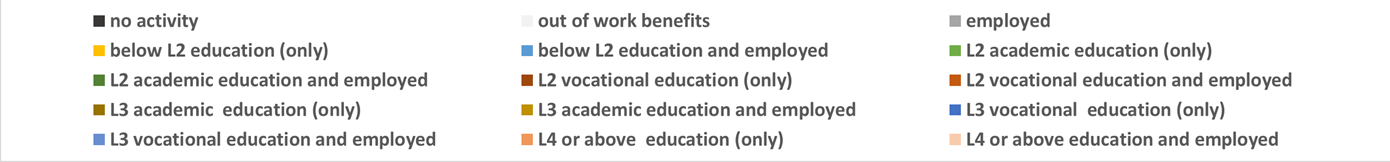 no activity out of work benefits employed
below L2 education (only) below L2 education and employed L2 academic education (only)
L2 academic education and employed L2 vocational education (only) L2 vocational education and employed
L3 academic  education (only) L3 academic education and employed L3 vocational  education (only)
L3 vocational education and employed L4 or above  education (only) L4 or above education and employed